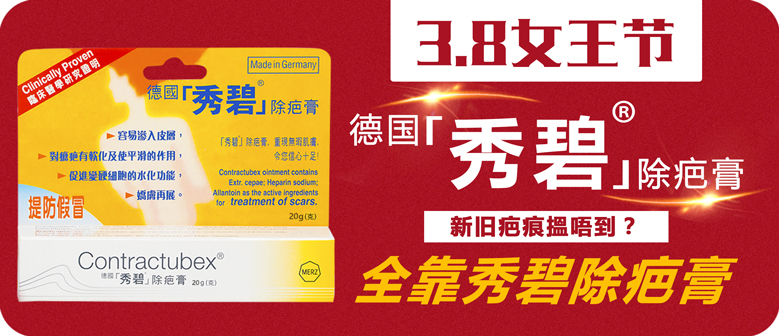 Clinically Proven
臨床醫學研究證明
Made in Germany
德國「秀碧」®除疤膏
容易滲入皮層，
對疤痕有軟化及使平滑的作用，
促進變硬細胞的水化功能，
嬌膚再展。
「秀碧」除疤膏，重現無瑕肌膚，
令您信心十足！
Contractubex ointment contains
Extr. cepae; Heparin sodium;
Allantoin as the active ingredients
for treatment of scars.
20g(克)
提防假冒
Contractubex®
德國「秀碧」除疤膏 20g(克)
MERZ
3.8女王节
德国「秀碧®」除疤膏
新旧疤痕搵唔到？
全靠秀碧除疤膏